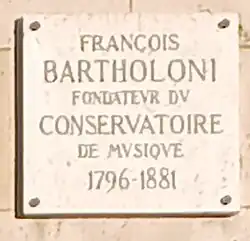 FRANÇOIS
BARTHOLONI
FONDATEVR DV
CONSERVATOIRE
DE MVSIQVE
1796-1881